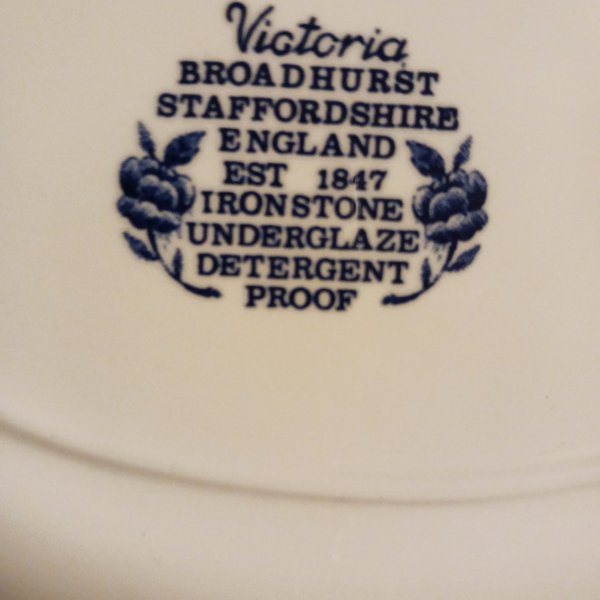 Victoria
BROADHURST
STAFFORDSHIRE
ENGLAND
EST 1847
IRONSTONE
UNDERGLAZE
DETERGENT
PROOF